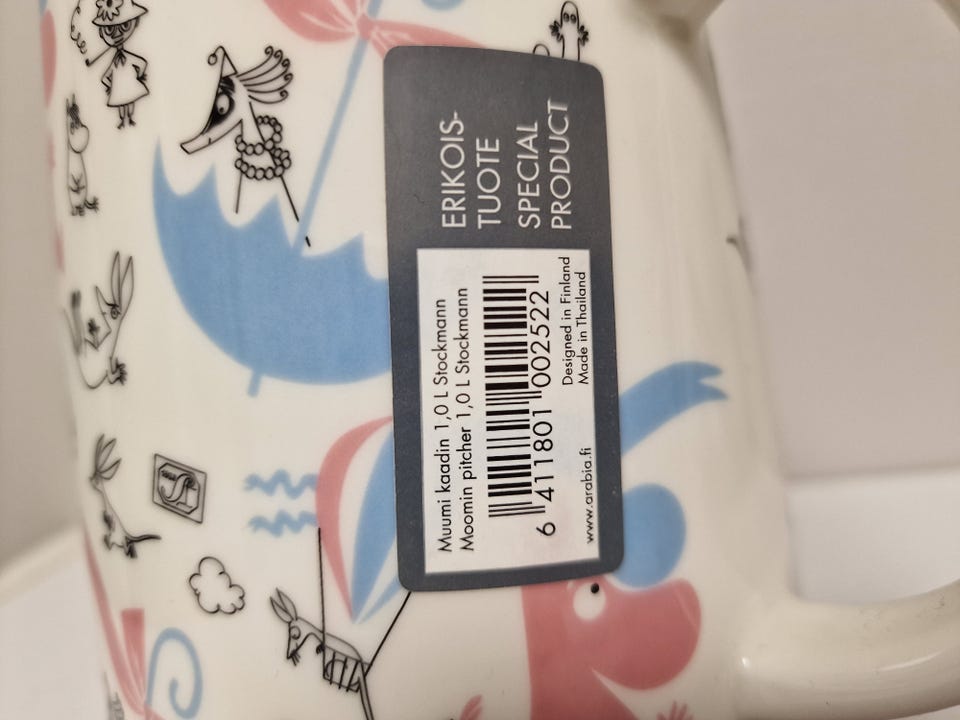 ERIKOIS-
TUOTE
SPECIAL
PRODUCT
Muumi kaadin 1,0 L Stockmann
Moomin pitcher 1,0 L Stockmann
6 411801 002522
Designed in Finland
www.arabia.fi Made in Thailand